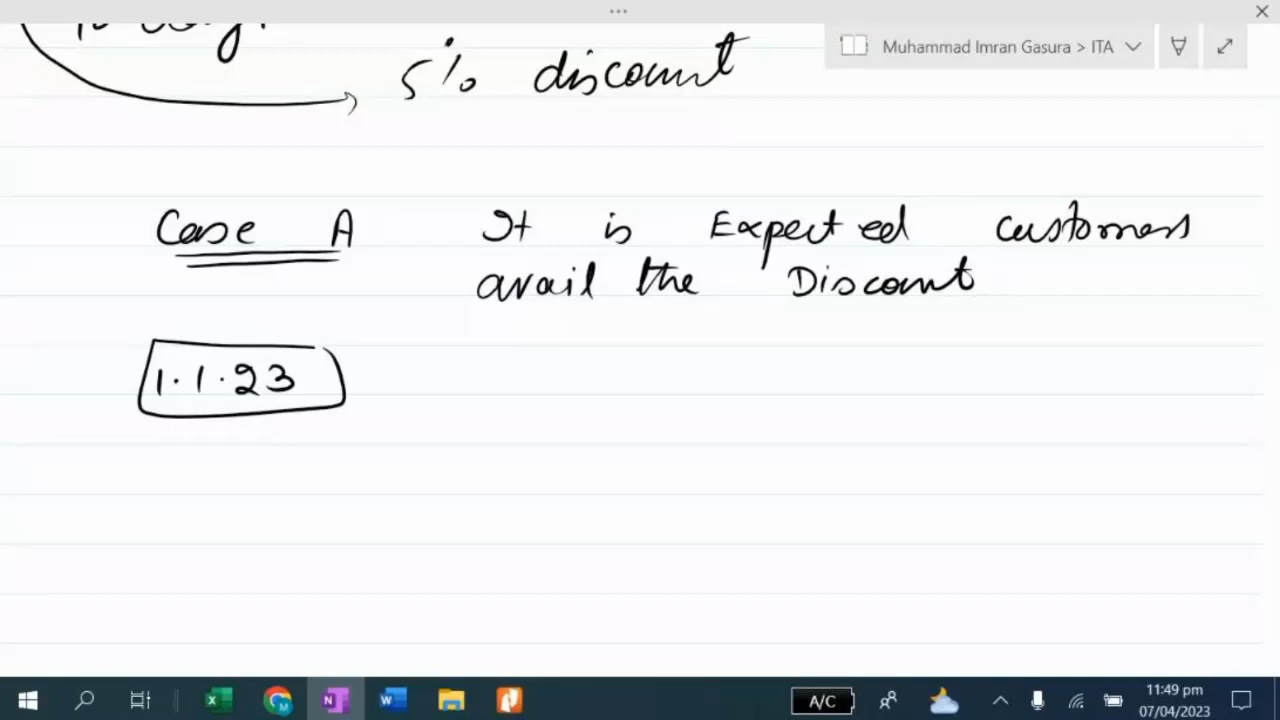 5% discount
Muhammad Imran Gasura > ITA
Case A It is Expected customers
avail the Discount
1.1.23
A/C
11:49 pm
07/04/2023